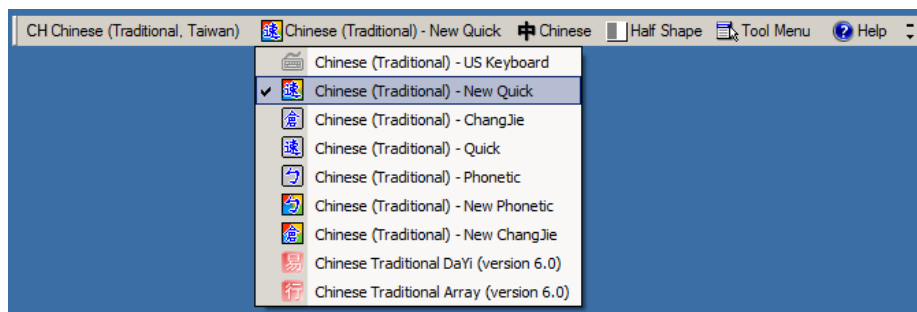 CH Chinese (Traditional, Taiwan) 速 Chinese (Traditional) - New Quick 中 Chinese Half Shape Tool Menu ? Help
Chinese (Traditional) - US Keyboard
速 Chinese (Traditional) - New Quick
倉 Chinese (Traditional) - ChangJie
速 Chinese (Traditional) - Quick
ㄅ Chinese (Traditional) - Phonetic
ㄅ Chinese (Traditional) - New Phonetic
倉 Chinese (Traditional) - New ChangJie
易 Chinese Traditional DaYi (version 6.0)
行 Chinese Traditional Array (version 6.0)